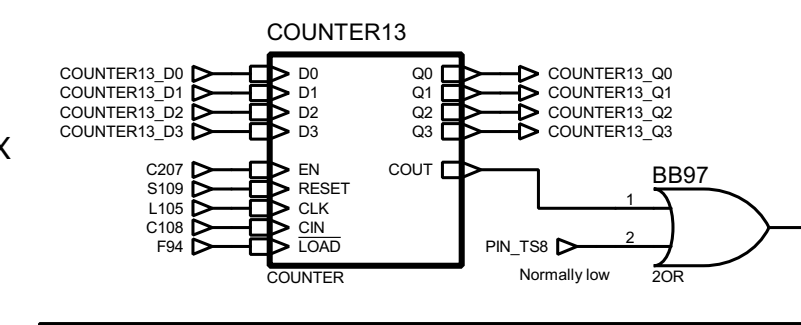 COUNTER13
COUNTER13_D0 D0 Q0 COUNTER13_Q0
COUNTER13_D1 D1 Q1 COUNTER13_Q1
COUNTER13_D2 D2 Q2 COUNTER13_Q2
COUNTER13_D3 D3 Q3 COUNTER13_Q3
X
C207 EN COUT
BB97
S109 RESET
1
L105 CLK
C108 CIN
2
F94 LOAD
PIN_TS8
COUNTER
Normally low
2OR